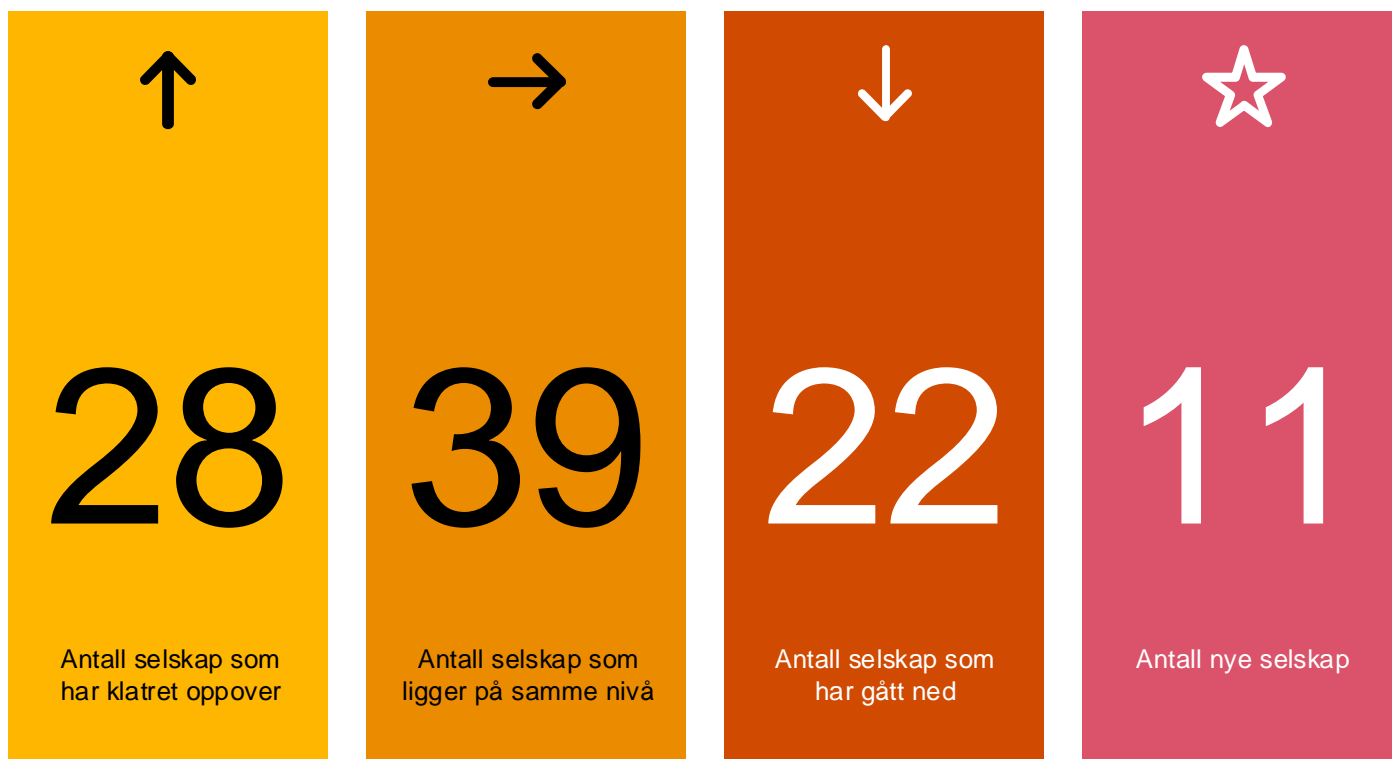 28
Antall selskap som
har klatret oppover
39
Antall selskap som
ligger på samme nivå
22
Antall selskap som
har gått ned
11
Antall nye selskap